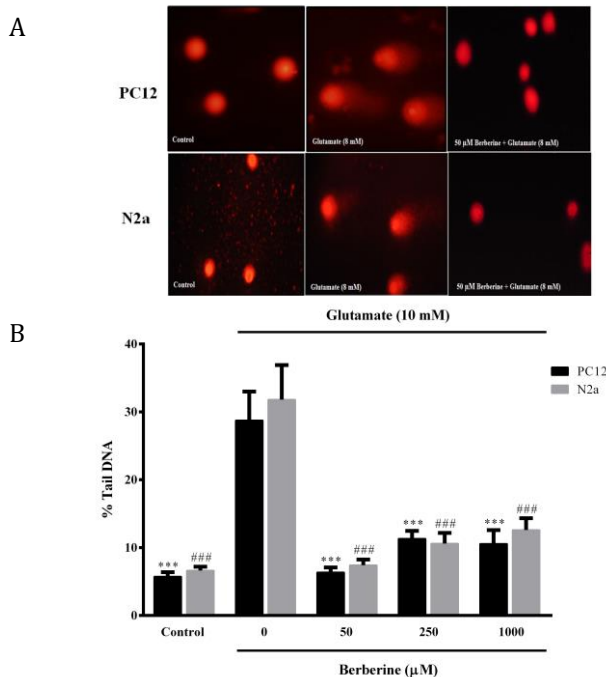 A
PC12
Control
Glutamate (8 mM)
50 µM Berberine + Glutamate (8 mM)
N2a
Control
Glutamate (8 mM)
50 µM Berberine + Glutamate (8 mM)
B
Glutamate (10 mM)
PC12
N2a
% Tail DNA
40
30
20
10
0
*** ###
*** ###
*** ###
*** ###
Control 0 50 250 1000
Berberine (µM)